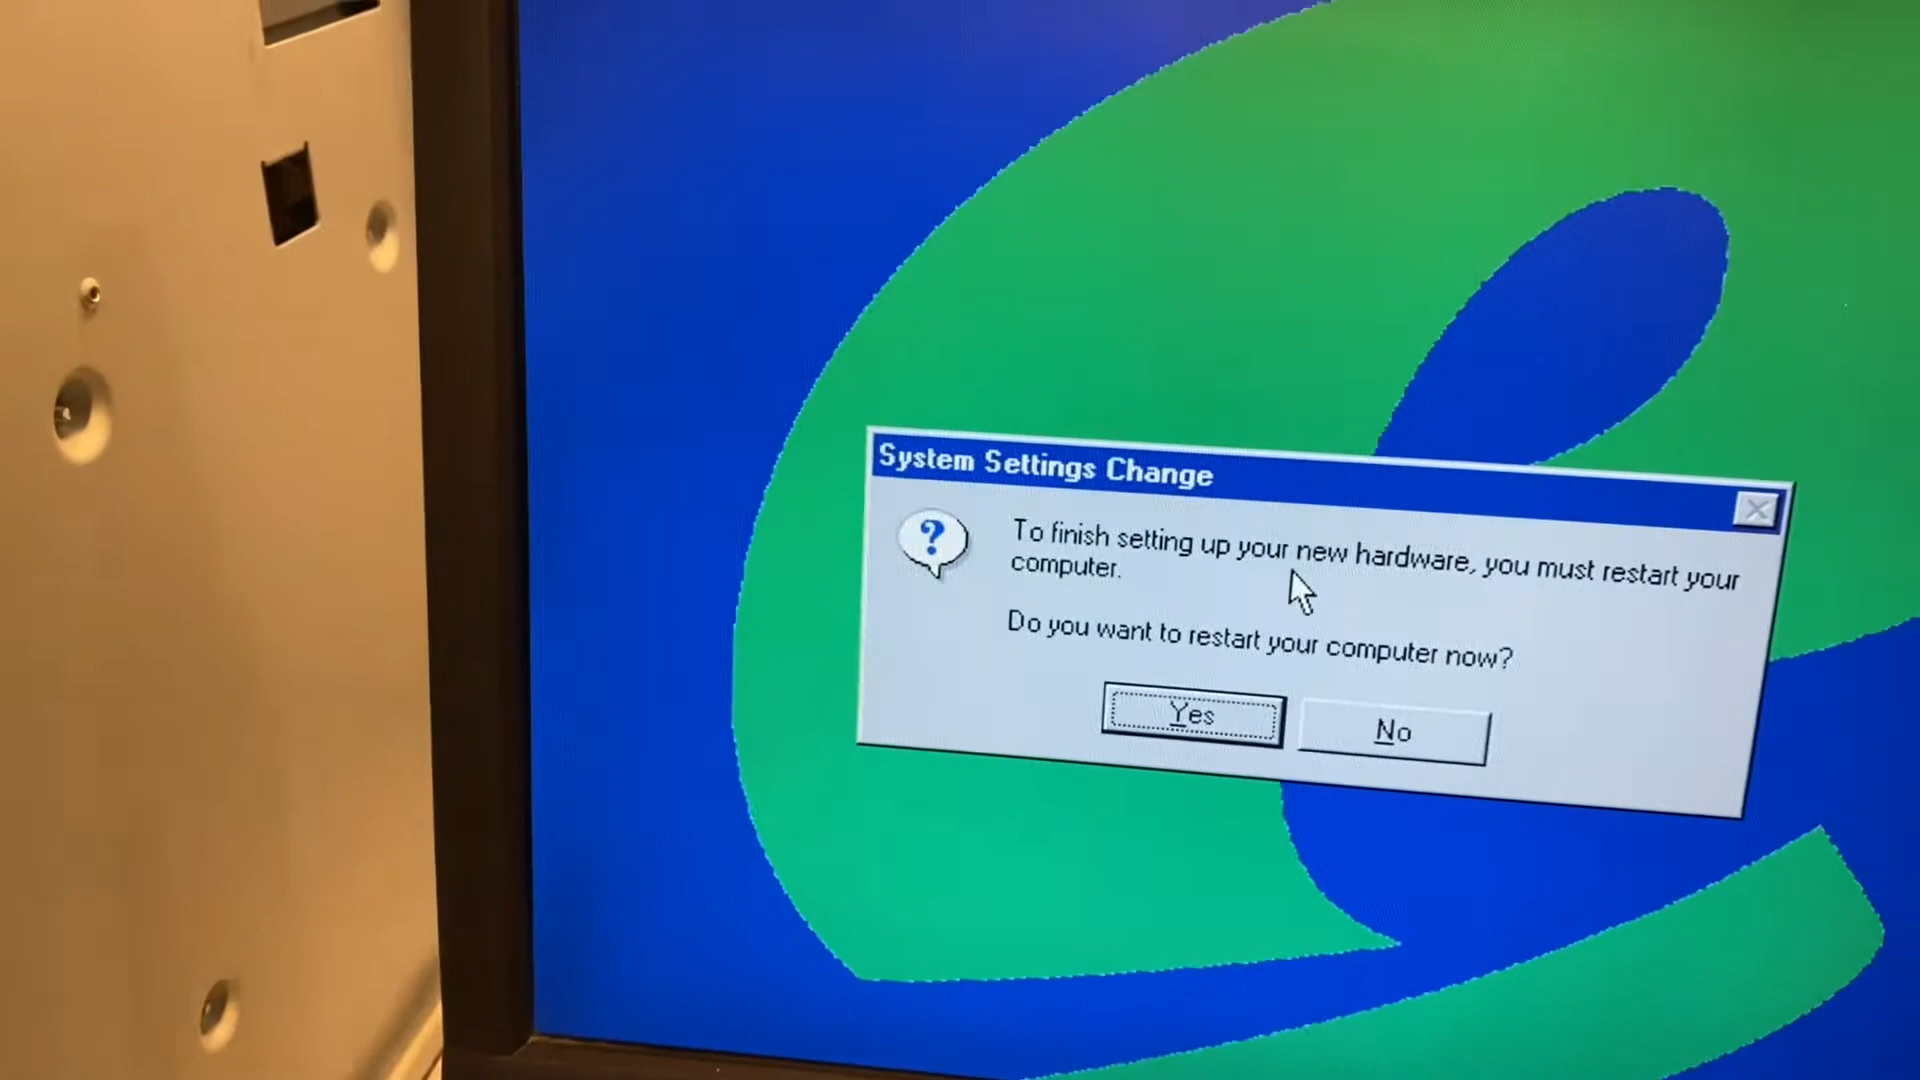 System Settings Change
To finish setting up your new hardware, you must restart your
computer.
Do you want to restart your computer now?
Yes
No